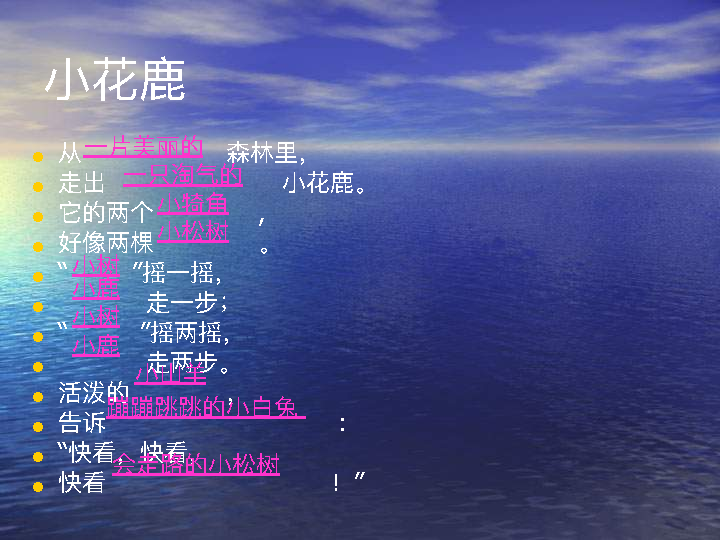 小花鹿
从一片美丽的森林里，
走出一只淘气的小花鹿。
它的两个小犄角，
好像两棵小松树。
“小树”摇一摇，
小鹿走一步；
“小树”摇两摇，
小鹿走两步。
活泼的小山羊，
告诉蹦蹦跳跳的小白兔：
“快看，快看，
快看会走路的小松树！”